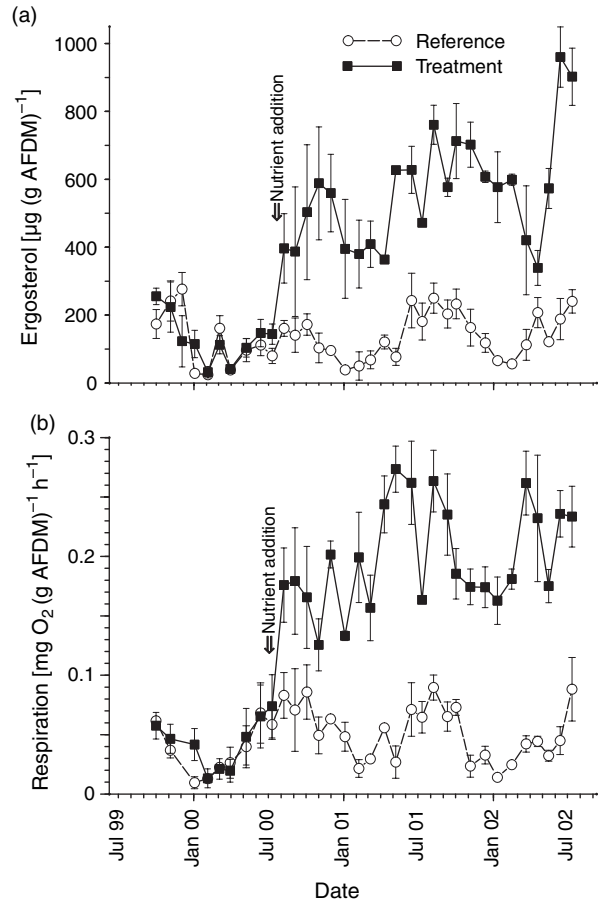 (a)
1000
800
600
400
200
0
Ergosterol [µg (g AFDM)⁻¹
Reference
Treatment
⇐Nutrient addition
(b)
0.3
0.2
0.1
0
Respiration [mg O₂ (g AFDM)⁻¹ h⁻¹
⇐Nutrient addition
Jul 99
Jan 00
Jul 00
Jan 01
Jul 01
Jan 02
Jul 02
Date